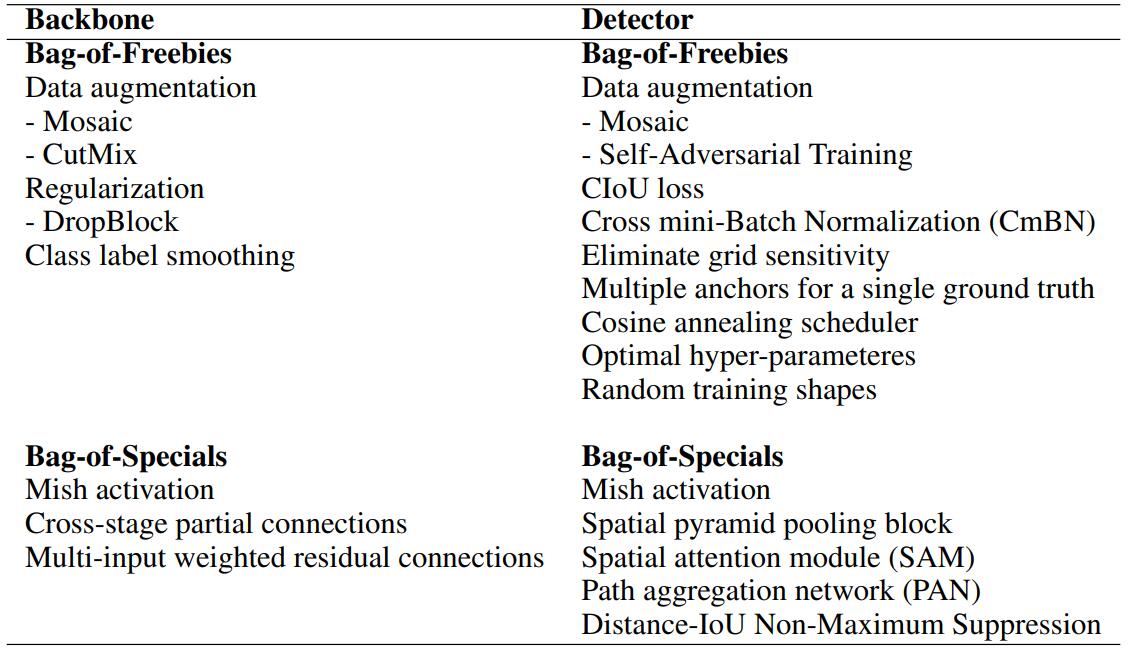 Backbone Detector
Bag-of-Freebies Bag-of-Freebies
Data augmentation Data augmentation
- Mosaic - Mosaic
- CutMix - Self-Adversarial Training
Regularization CIoU loss
- DropBlock Cross mini-Batch Normalization (CmBN)
Class label smoothing Eliminate grid sensitivity
Multiple anchors for a single ground truth
Cosine annealing scheduler
Optimal hyper-parameteres
Random training shapes
Bag-of-Specials Bag-of-Specials
Mish activation Mish activation
Cross-stage partial connections Spatial pyramid pooling block
Multi-input weighted residual connections Spatial attention module (SAM)
Path aggregation network (PAN)
Distance-IoU Non-Maximum Suppression